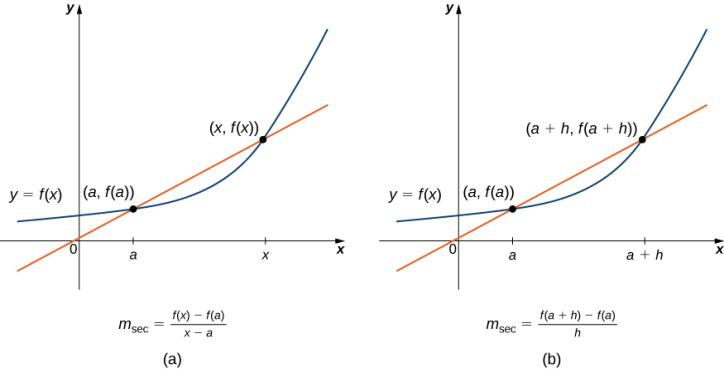 y
(x, f(x))
y = f(x)
(a, f(a))
0
a
x
x
m_sec = f(x) − f(a) / x − a
(a)
y
(a + h, f(a + h))
y = f(x)
(a, f(a))
0
a
a + h
x
m_sec = f(a + h) − f(a) / h
(b)